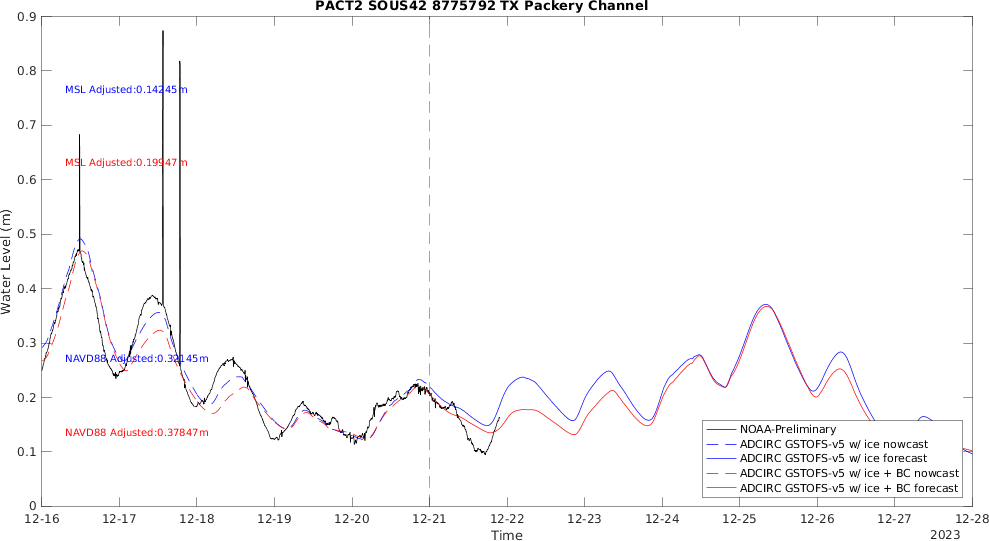 PACT2 SOUS42 8775792 TX Packery Channel
0.9
0.8
0.7
0.6
0.5
0.4
0.3
0.2
0.1
0
Water Level (m)
MSL Adjusted:0.14245m
MSL Adjusted:0.19947m
NAVD88 Adjusted:0.32145m
NAVD88 Adjusted:0.37847m
NOAA-Preliminary
ADCIRC GSTOFS-v5 w/ ice nowcast
ADCIRC GSTOFS-v5 w/ ice forecast
ADCIRC GSTOFS-v5 w/ ice + BC nowcast
ADCIRC GSTOFS-v5 w/ ice + BC forecast
12-16 12-17 12-18 12-19 12-20 12-21 12-22 12-23 12-24 12-25 12-26 12-27 12-28
Time
2023